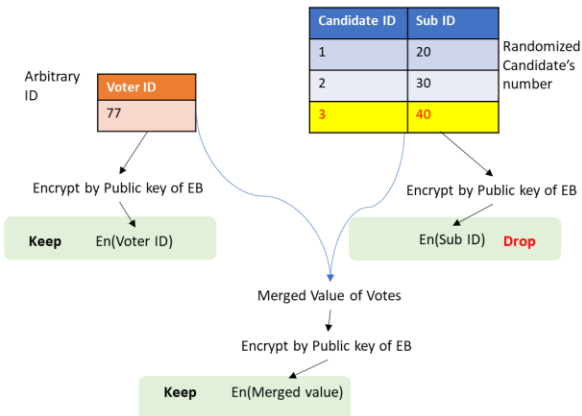 Candidate ID Sub ID
1 20
2 30
3 40
Randomized
Candidate's
number
Arbitrary
ID
Voter ID
77
Encrypt by Public key of EB
Encrypt by Public key of EB
Keep En(Voter ID)
En(Sub ID) Drop
Merged Value of Votes
Encrypt by Public key of EB
Keep En(Merged value)